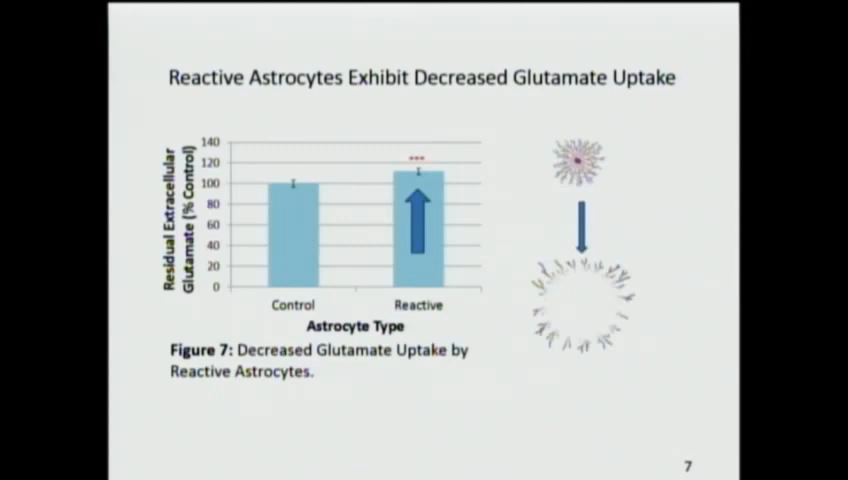 Reactive Astrocytes Exhibit Decreased Glutamate Uptake
Residual Extracellular
Glutamate (% Control)
140
120
100
80
60
40
20
0
***
Control
Reactive
Astrocyte Type
Figure 7: Decreased Glutamate Uptake by
Reactive Astrocytes.
7